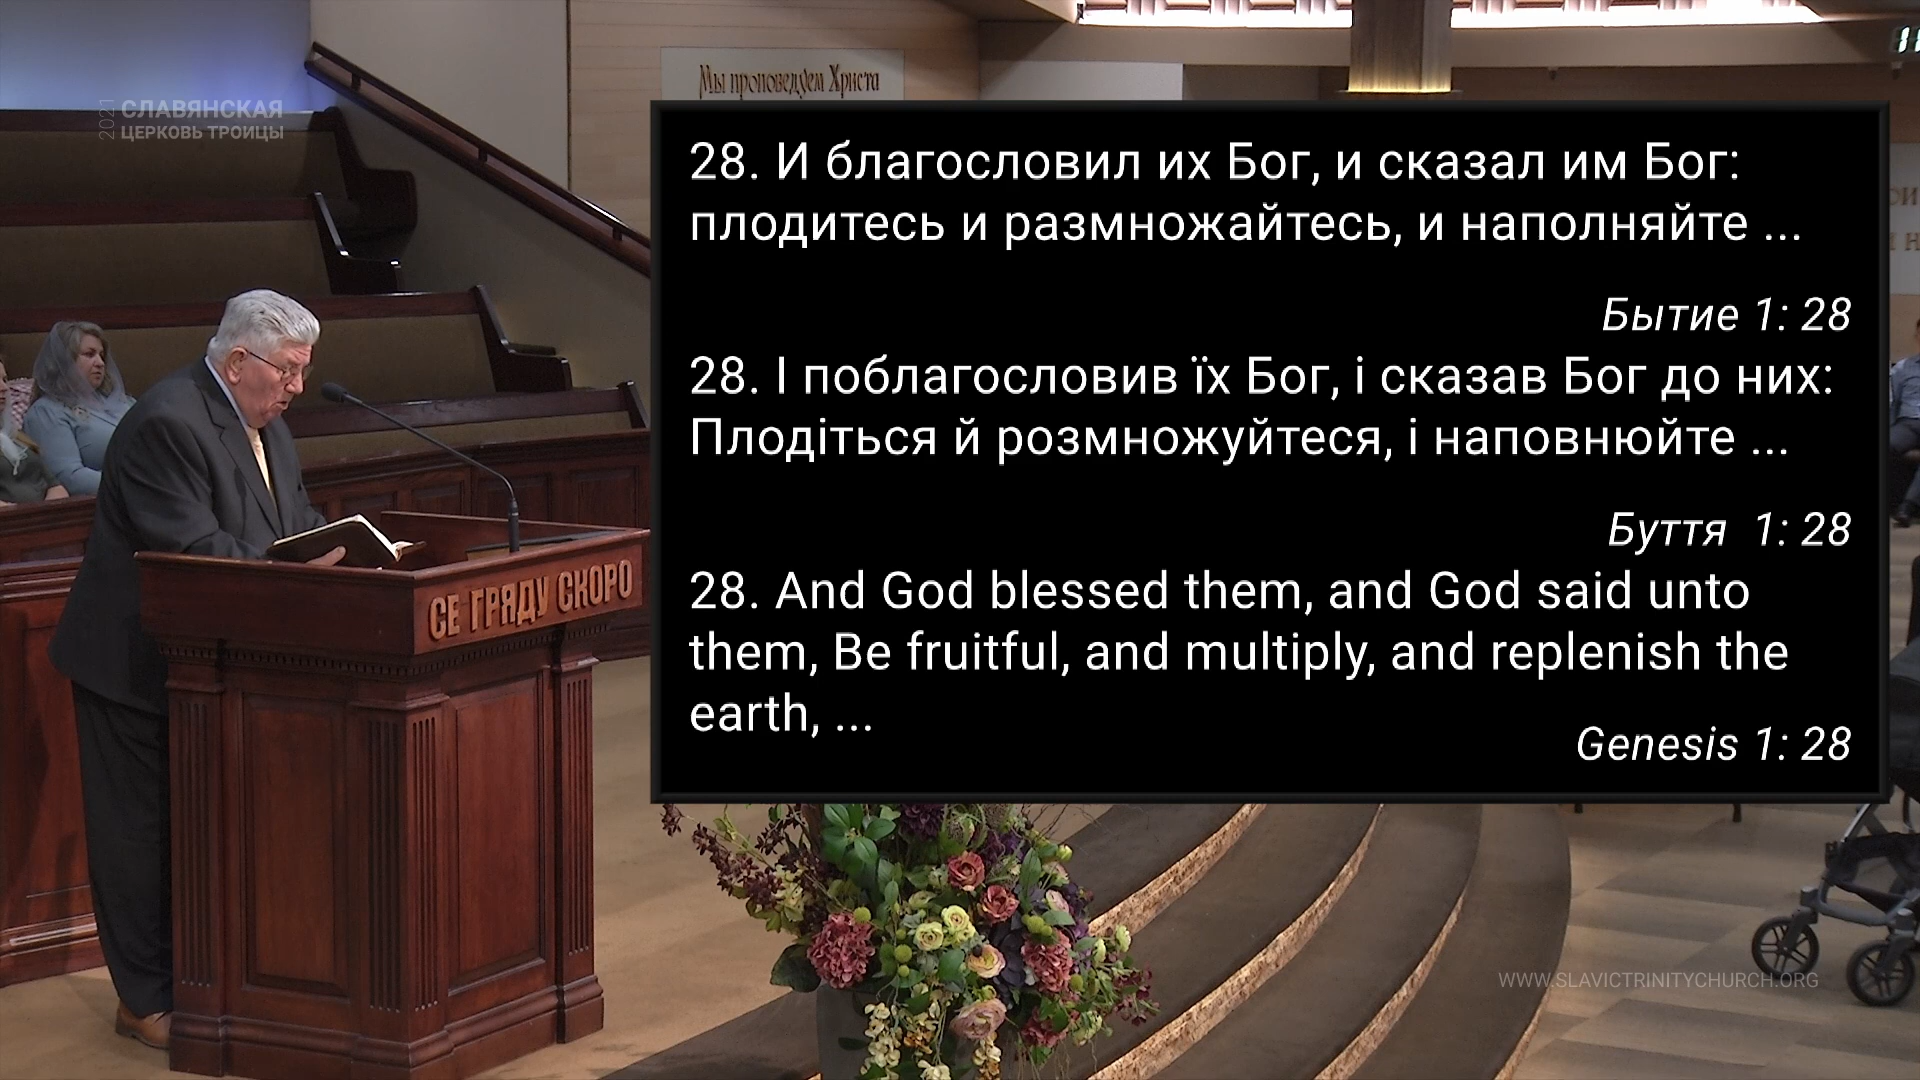 2021
СЛАВЯНСКАЯ
ЦЕРКОВЬ ТРОИЦЫ
Мы проповедуем Христа
28. И благословил их Бог, и сказал им Бог:
плодитесь и размножайтесь, и наполняйте ...
Бытие 1: 28
28. І поблагословив їх Бог, і сказав Бог до них:
Плодіться й розмножуйтеся, і наповнюйте ...
Буття 1: 28
28. And God blessed them, and God said unto
them, Be fruitful, and multiply, and replenish the
earth, ...
Genesis 1: 28
СЕ ГРЯДУ СКОРО
WWW.SLAVICTRINITYCHURCH.ORG